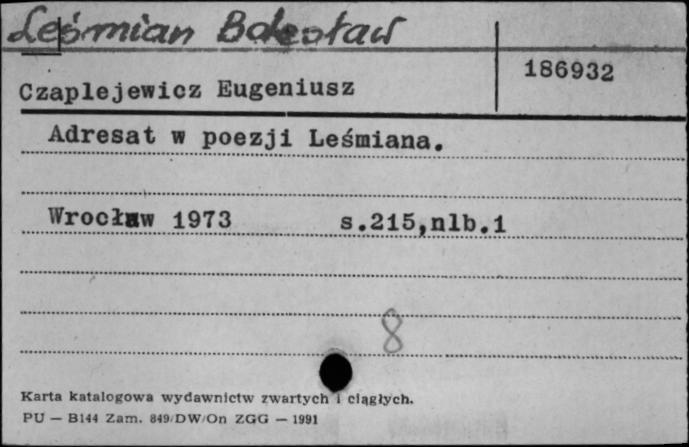 Leśmian Bolesław
186932
Czaplejewicz Eugeniusz
Adresat w poezji Leśmiana.
Wrocław 1973 s.215,nlb.1
8
Karta katalogowa wydawnictw zwartych i ciągłych.
PU — B144 Zam. 849/DW/On ZGG — 1991